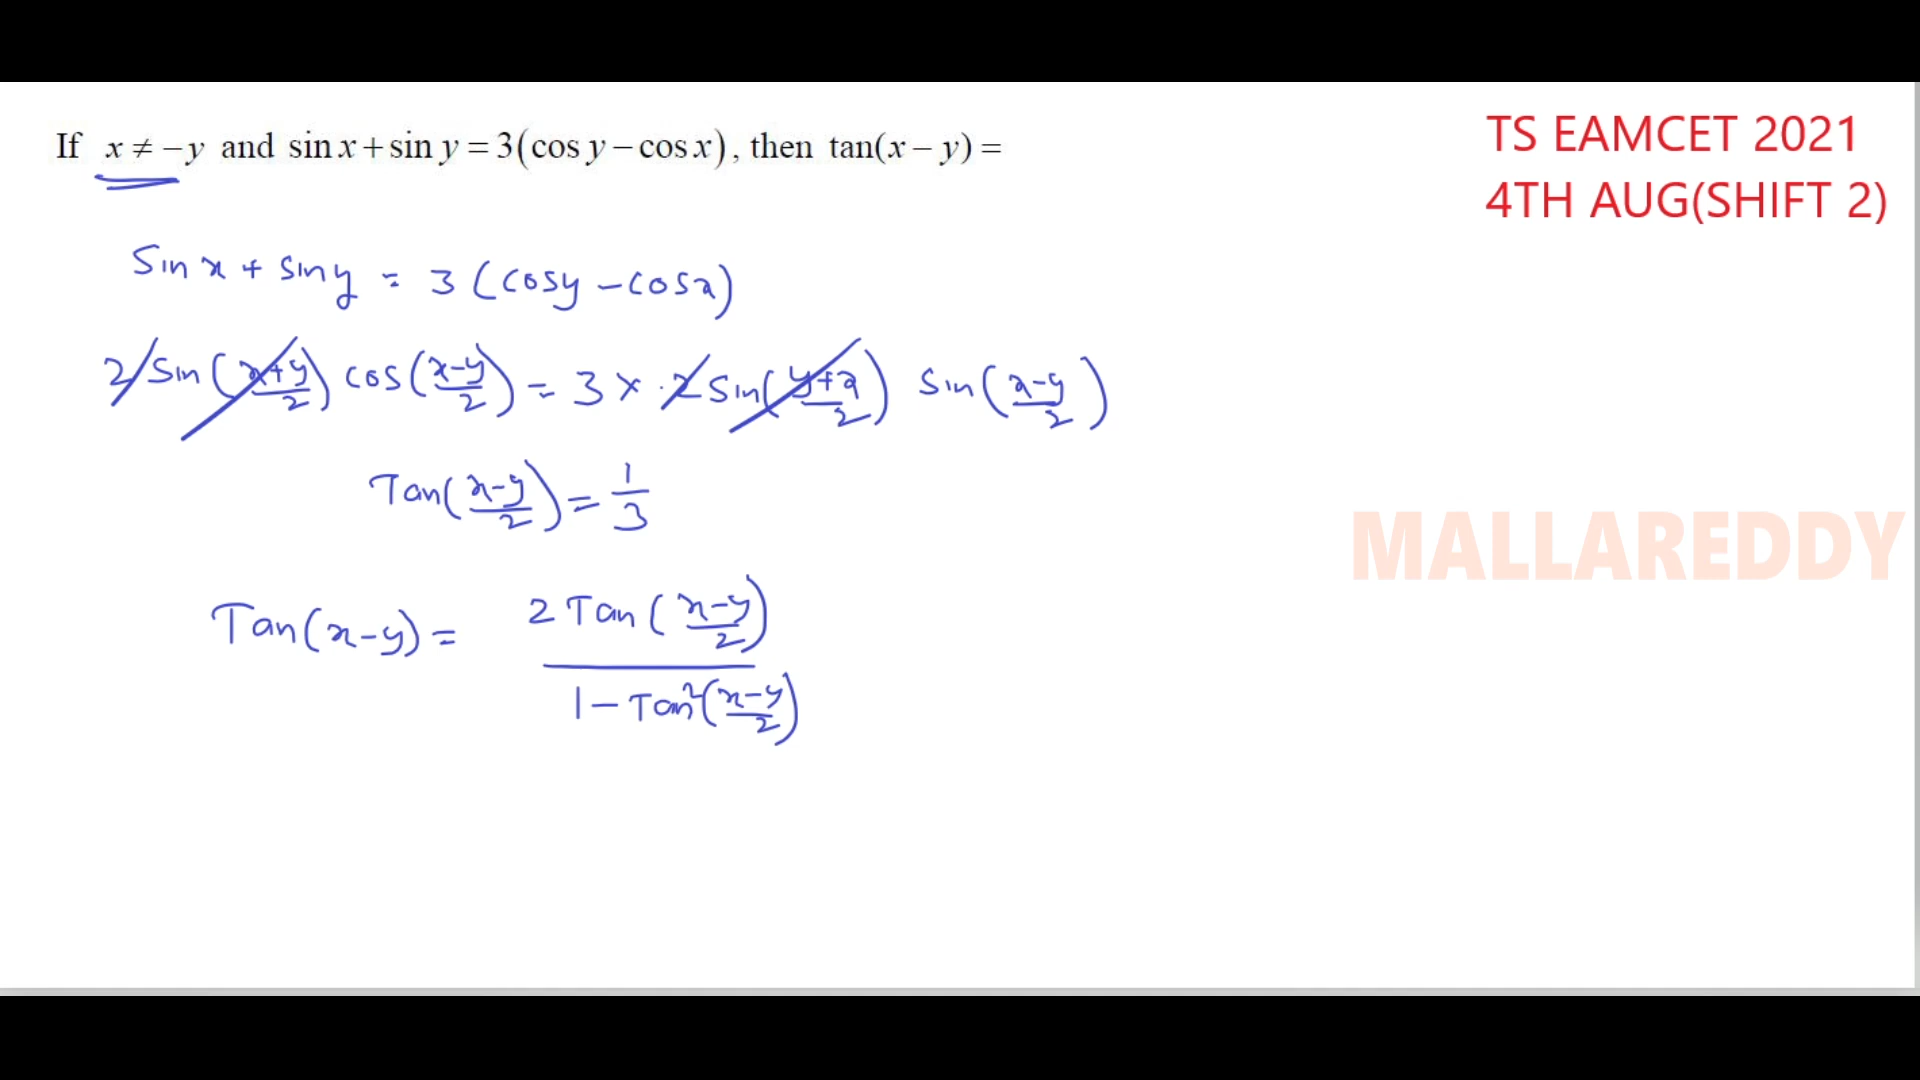 If x ≠ −y and sin x + sin y = 3(cos y − cos x), then tan(x − y) =
TS EAMCET 2021
4TH AUG(SHIFT 2)
Sin x + sin y = 3 (cosy − cosx)
2 Sin (x+y/2) cos (x−y/2) = 3 × 2 Sin (y+x/2) Sin (x−y/2)
Tan (x−y/2) = 1/3
MALLAREDDY
Tan(x−y) = 2 Tan (x−y/2) / 1 − Tan²(x−y/2)